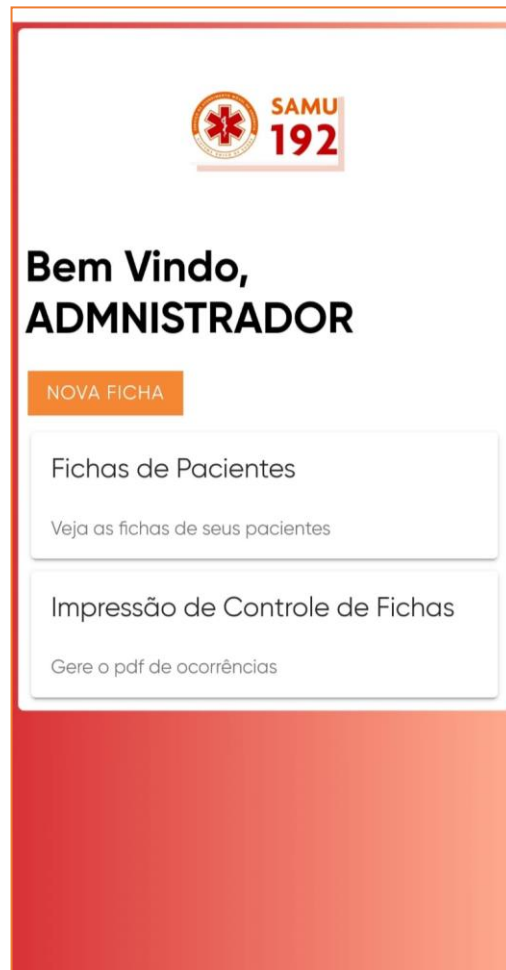 SAMU
192
Bem Vindo,
ADMNISTRADOR
NOVA FICHA
Fichas de Pacientes
Veja as fichas de seus pacientes
Impressão de Controle de Fichas
Gere o pdf de ocorrências